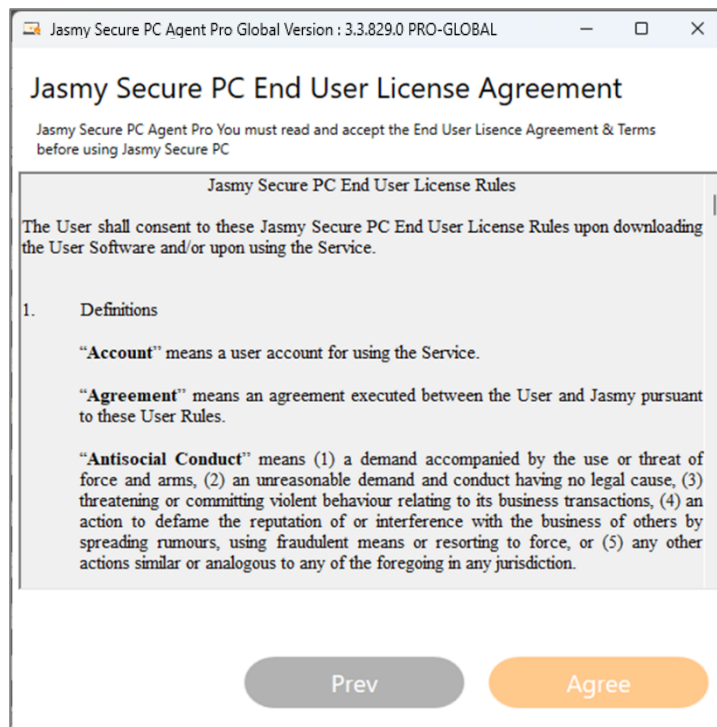 Jasmy Secure PC Agent Pro Global Version : 3.3.829.0 PRO-GLOBAL
Jasmy Secure PC End User License Agreement
Jasmy Secure PC Agent Pro You must read and accept the End User Lisence Agreement & Terms
before using Jasmy Secure PC
Jasmy Secure PC End User License Rules
The User shall consent to these Jasmy Secure PC End User License Rules upon downloading
the User Software and/or upon using the Service.
1. Definitions
“Account” means a user account for using the Service.
“Agreement” means an agreement executed between the User and Jasmy pursuant
to these User Rules.
“Antisocial Conduct” means (1) a demand accompanied by the use or threat of
force and arms, (2) an unreasonable demand and conduct having no legal cause, (3)
threatening or committing violent behaviour relating to its business transactions, (4) an
action to defame the reputation of or interference with the business of others by
spreading rumours, using fraudulent means or resorting to force, or (5) any other
actions similar or analogous to any of the foregoing in any jurisdiction.
Prev Agree